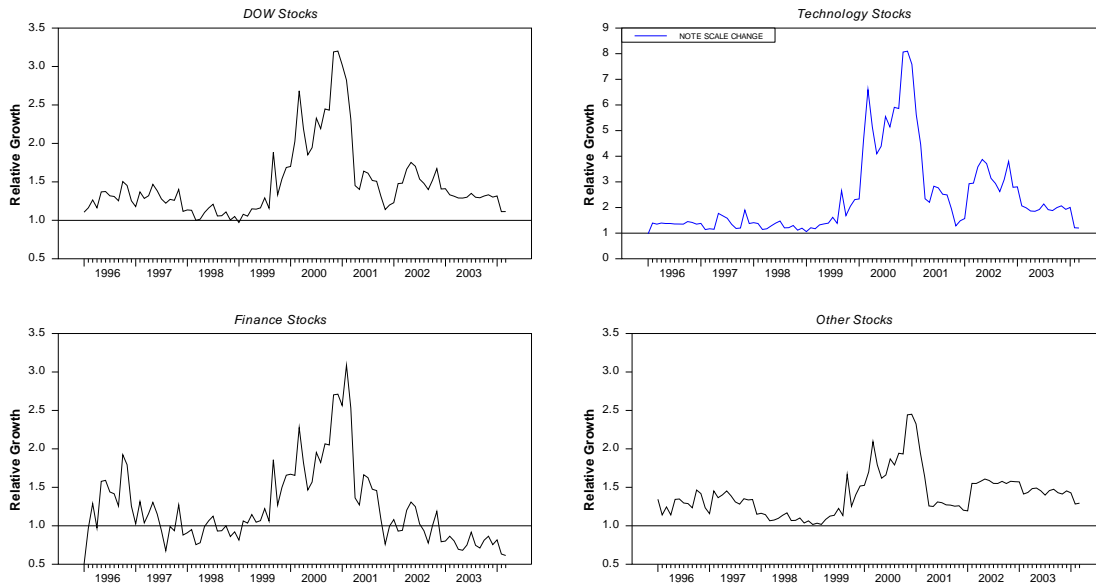 DOW Stocks
Relative Growth
3.5
3.0
2.5
2.0
1.5
1.0
0.5
1996 1997 1998 1999 2000 2001 2002 2003
Technology Stocks
NOTE SCALE CHANGE
Relative Growth
9
8
7
6
5
4
3
2
1
0
1996 1997 1998 1999 2000 2001 2002 2003
Finance Stocks
Relative Growth
3.5
3.0
2.5
2.0
1.5
1.0
0.5
1996 1997 1998 1999 2000 2001 2002 2003
Other Stocks
Relative Growth
3.5
3.0
2.5
2.0
1.5
1.0
0.5
1996 1997 1998 1999 2000 2001 2002 2003